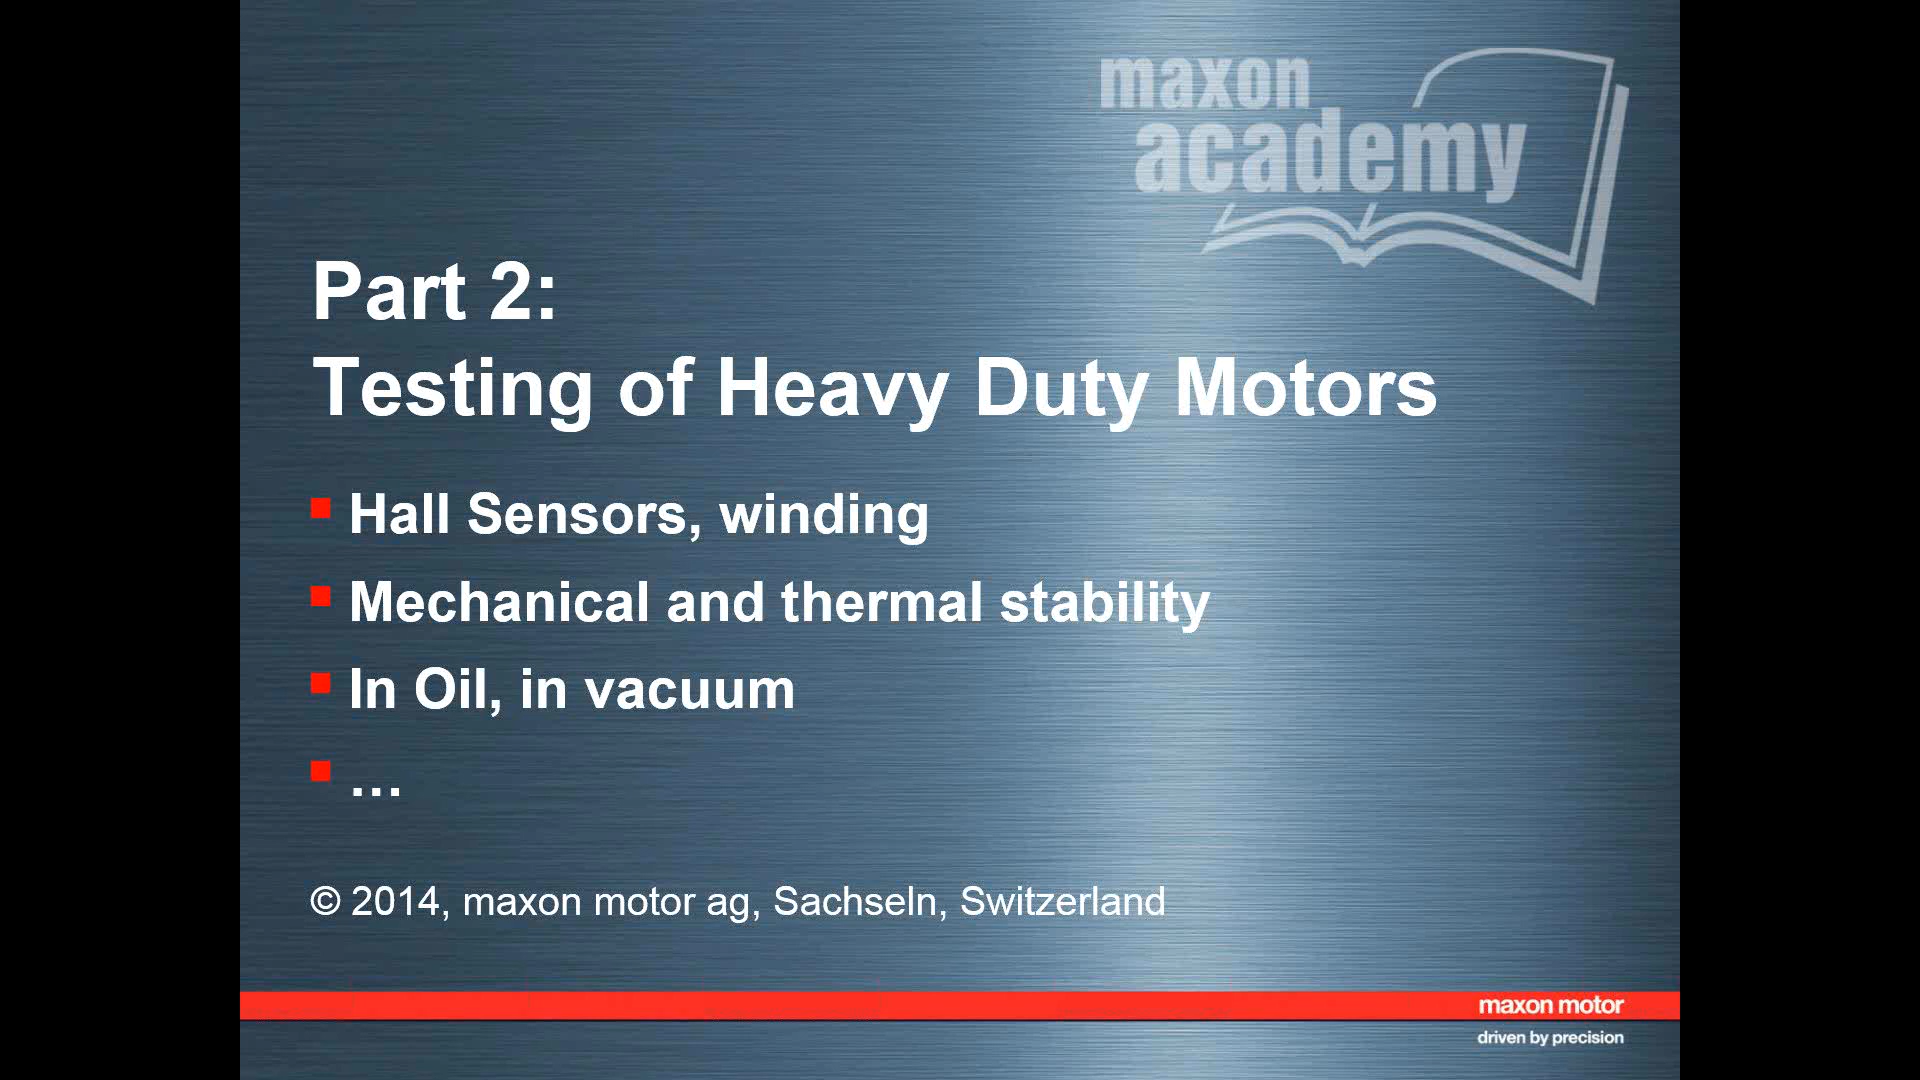 maxon
academy
Part 2:
Testing of Heavy Duty Motors
Hall Sensors, winding
Mechanical and thermal stability
In Oil, in vacuum
...
© 2014, maxon motor ag, Sachseln, Switzerland
maxon motor
driven by precision